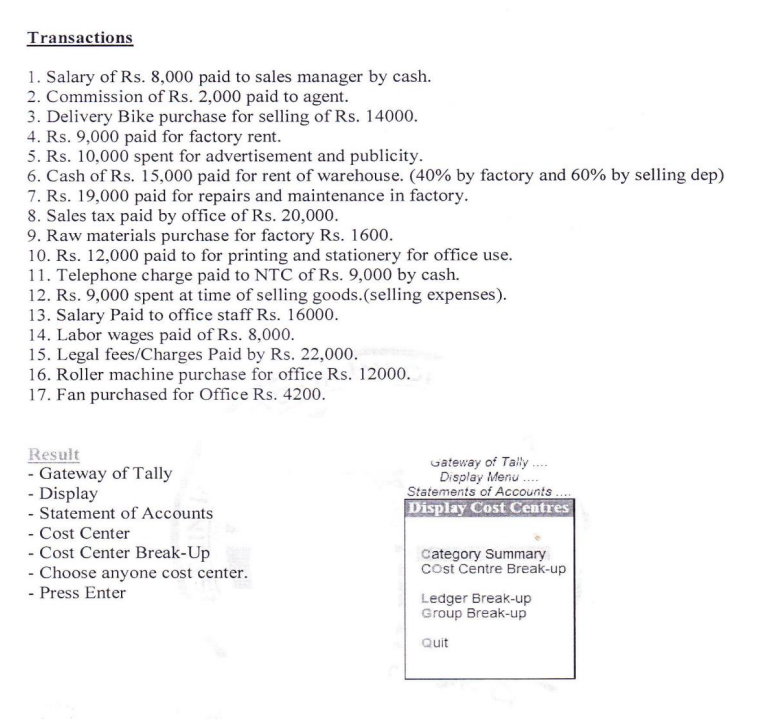 Transactions
1. Salary of Rs. 8,000 paid to sales manager by cash.
2. Commission of Rs. 2,000 paid to agent.
3. Delivery Bike purchase for selling of Rs. 14000.
4. Rs. 9,000 paid for factory rent.
5. Rs. 10,000 spent for advertisement and publicity.
6. Cash of Rs. 15,000 paid for rent of warehouse. (40% by factory and 60% by selling dep)
7. Rs. 19,000 paid for repairs and maintenance in factory.
8. Sales tax paid by office of Rs. 20,000.
9. Raw materials purchase for factory Rs. 1600.
10. Rs. 12,000 paid to for printing and stationery for office use.
11. Telephone charge paid to NTC of Rs. 9,000 by cash.
12. Rs. 9,000 spent at time of selling goods.(selling expenses).
13. Salary Paid to office staff Rs. 16000.
14. Labor wages paid of Rs. 8,000.
15. Legal fees/Charges Paid by Rs. 22,000.
16. Roller machine purchase for office Rs. 12000.
17. Fan purchased for Office Rs. 4200.
Result
- Gateway of Tally
- Display
- Statement of Accounts
- Cost Center
- Cost Center Break-Up
- Choose anyone cost center.
- Press Enter
Gateway of Tally ....
Display Menu ....
Statements of Accounts ....
Display Cost Centres
Category Summary
COst Centre Break-up
Ledger Break-up
Group Break-up
Quit